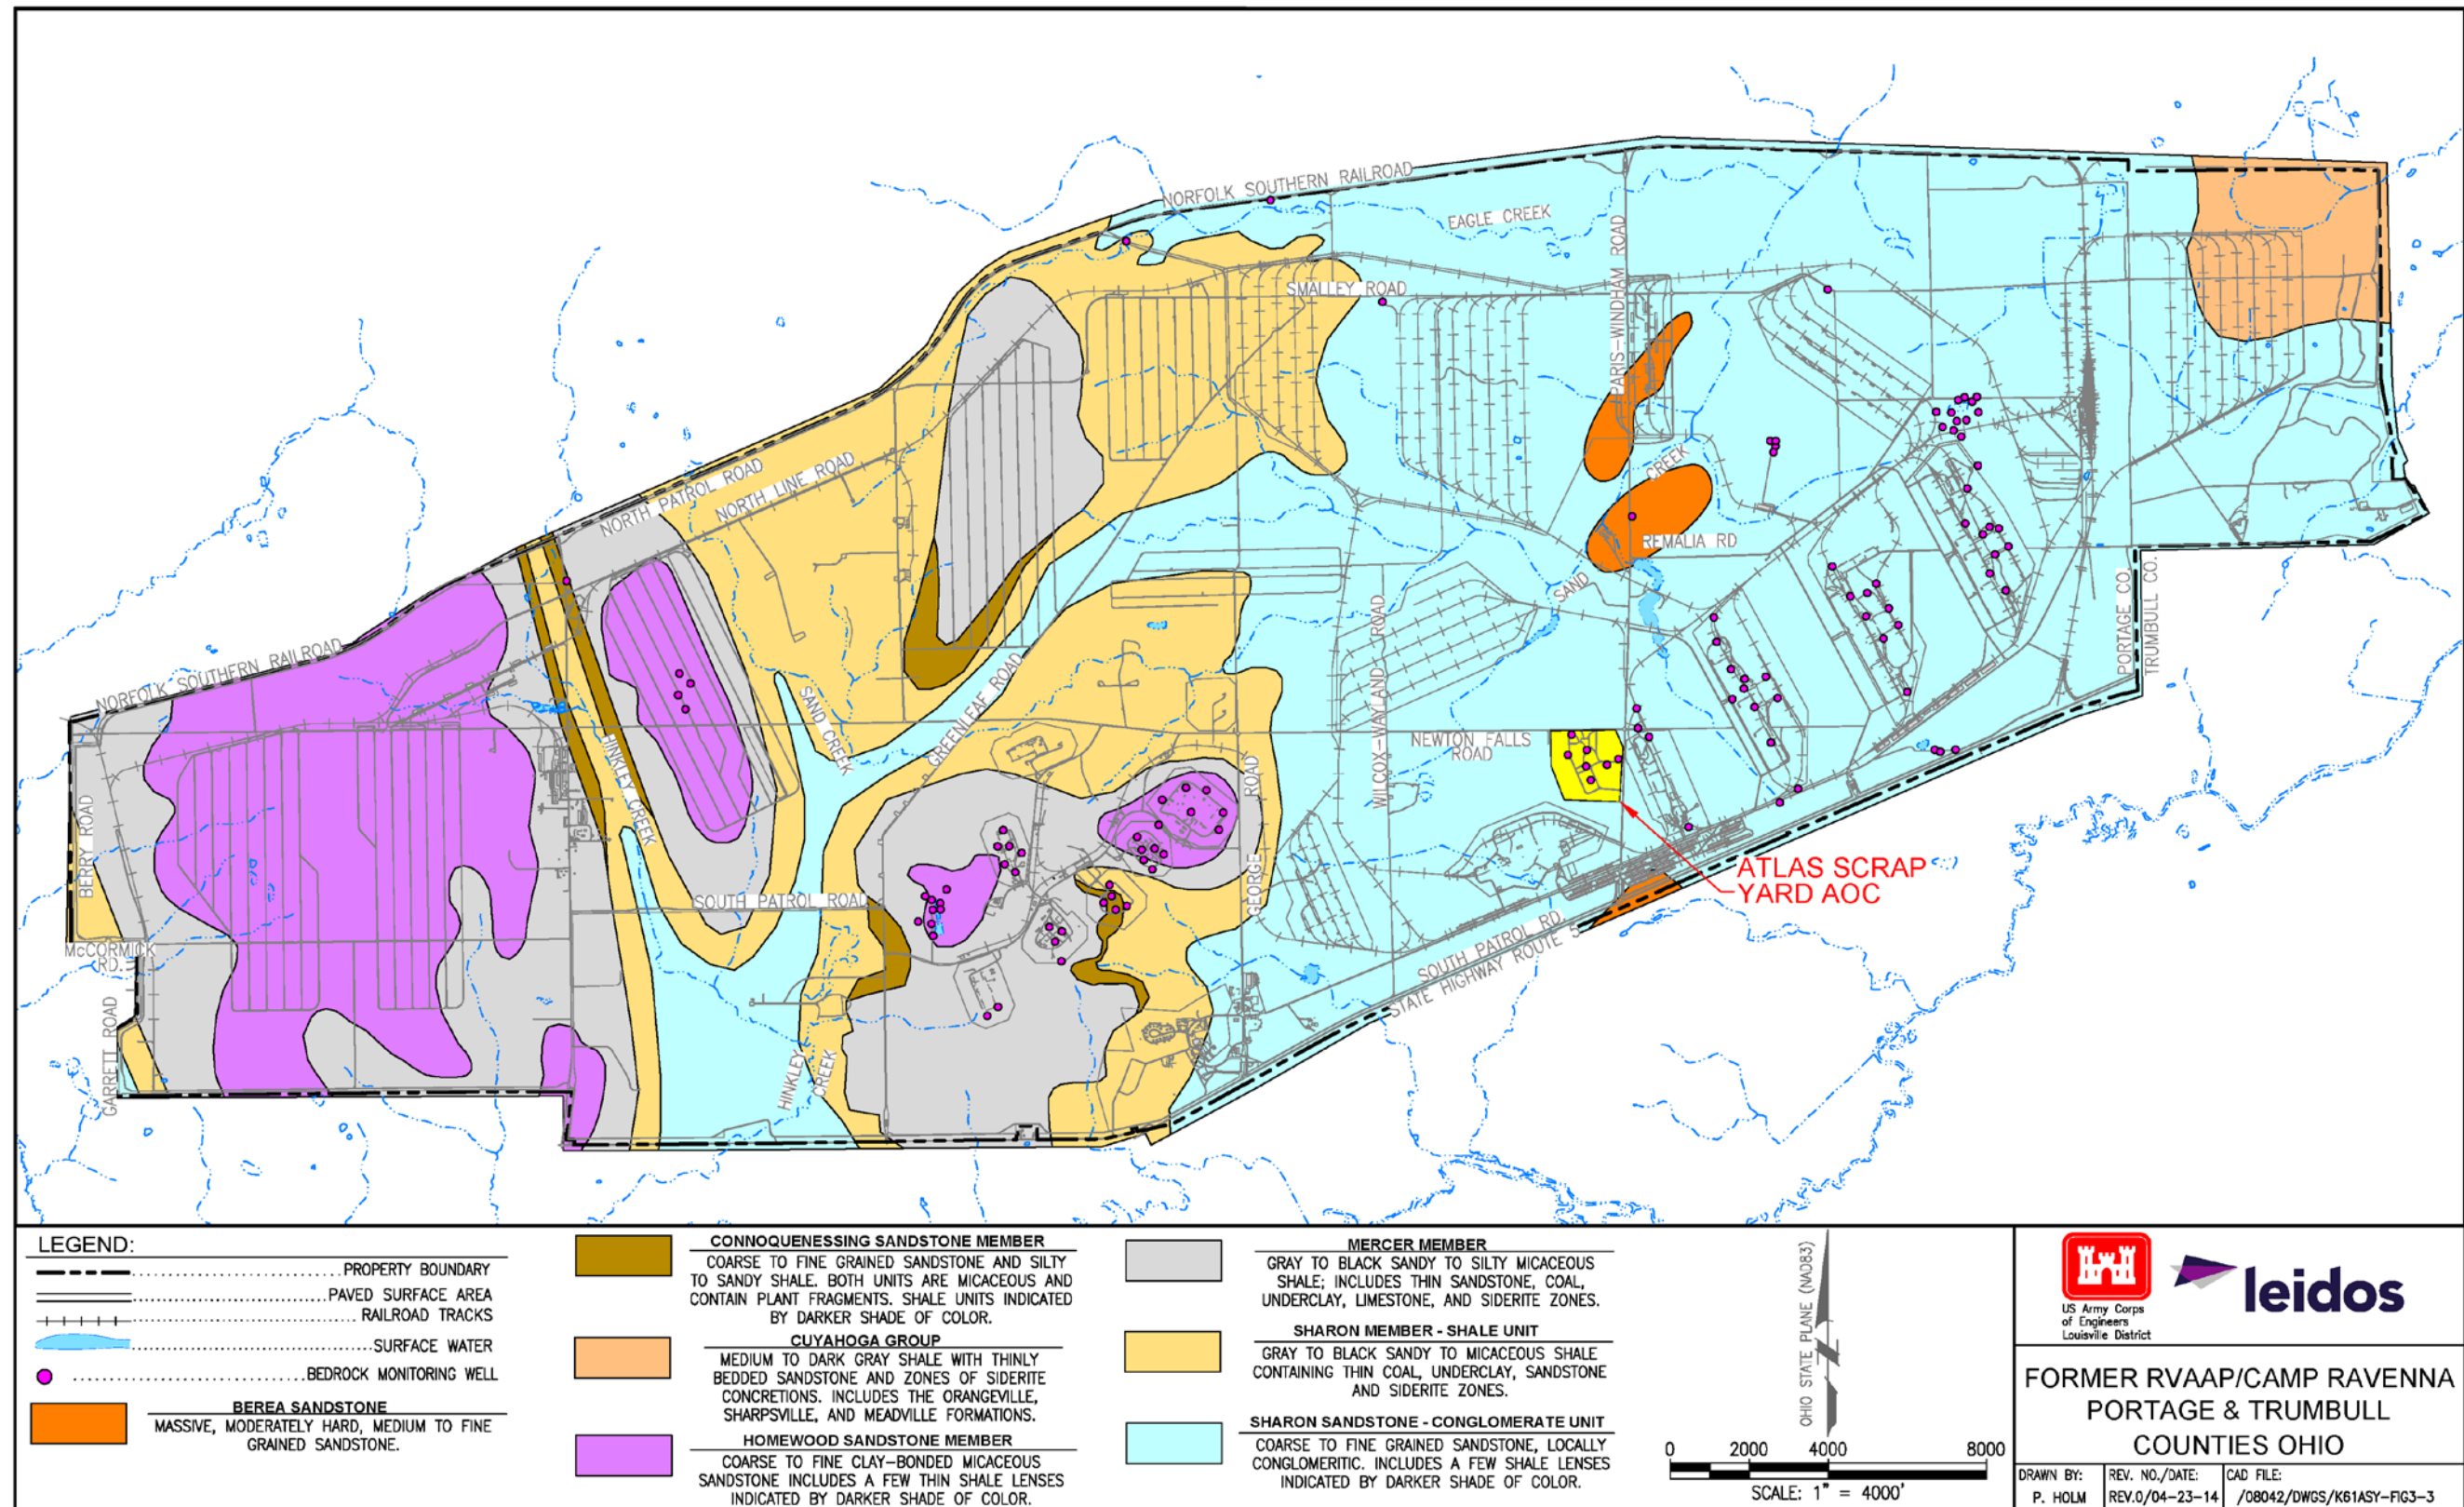 NORFOLK SOUTHERN RAILROAD
EAGLE CREEK
PARIS-WINDHAM ROAD
SMALLEY ROAD
NORTH PATROL ROAD
NORTH LINE ROAD
CREEK
REMALIA RD
SAND
PORTAGE CO.
TRUMBULL CO.
NORFOLK SOUTHERN RAILROAD
SAND CREEK
GREENLEAF ROAD
WILCOX-WAYLAND ROAD
NEWTON FALLS
ROAD
HINKLEY CREEK
BERRY ROAD
GEORGE ROAD
ATLAS SCRAP
YARD AOC
SOUTH PATROL ROAD
McCORMICK
RD.
SOUTH PATROL RD.
STATE HIGHWAY ROUTE 5
GARRETT ROAD
HINKLEY
CREEK
LEGEND:
PROPERTY BOUNDARY
PAVED SURFACE AREA
RAILROAD TRACKS
SURFACE WATER
BEDROCK MONITORING WELL
BEREA SANDSTONE
MASSIVE, MODERATELY HARD, MEDIUM TO FINE
GRAINED SANDSTONE.
CONNOQUENESSING SANDSTONE MEMBER
COARSE TO FINE GRAINED SANDSTONE AND SILTY
TO SANDY SHALE. BOTH UNITS ARE MICACEOUS AND
CONTAIN PLANT FRAGMENTS. SHALE UNITS INDICATED
BY DARKER SHADE OF COLOR.
CUYAHOGA GROUP
MEDIUM TO DARK GRAY SHALE WITH THINLY
BEDDED SANDSTONE AND ZONES OF SIDERITE
CONCRETIONS. INCLUDES THE ORANGEVILLE,
SHARPSVILLE, AND MEADVILLE FORMATIONS.
HOMEWOOD SANDSTONE MEMBER
COARSE TO FINE CLAY-BONDED MICACEOUS
SANDSTONE INCLUDES A FEW THIN SHALE LENSES
INDICATED BY DARKER SHADE OF COLOR.
MERCER MEMBER
GRAY TO BLACK SANDY TO SILTY MICACEOUS
SHALE; INCLUDES THIN SANDSTONE, COAL,
UNDERCLAY, LIMESTONE, AND SIDERITE ZONES.
SHARON MEMBER - SHALE UNIT
GRAY TO BLACK SANDY TO MICACEOUS SHALE
CONTAINING THIN COAL, UNDERCLAY, SANDSTONE
AND SIDERITE ZONES.
SHARON SANDSTONE - CONGLOMERATE UNIT
COARSE TO FINE GRAINED SANDSTONE, LOCALLY
CONGLOMERITIC. INCLUDES A FEW SHALE LENSES
INDICATED BY DARKER SHADE OF COLOR.
OHIO STATE PLANE (NAD83)
0 2000 4000 8000
SCALE: 1" = 4000'
US Army Corps
of Engineers
Louisville District
leidos
FORMER RVAAP/CAMP RAVENNA
PORTAGE & TRUMBULL
COUNTIES OHIO
DRAWN BY:
P. HOLM
REV. NO./DATE:
REV.0/04-23-14
CAD FILE:
/08042/DWGS/K61ASY-FIG3-3